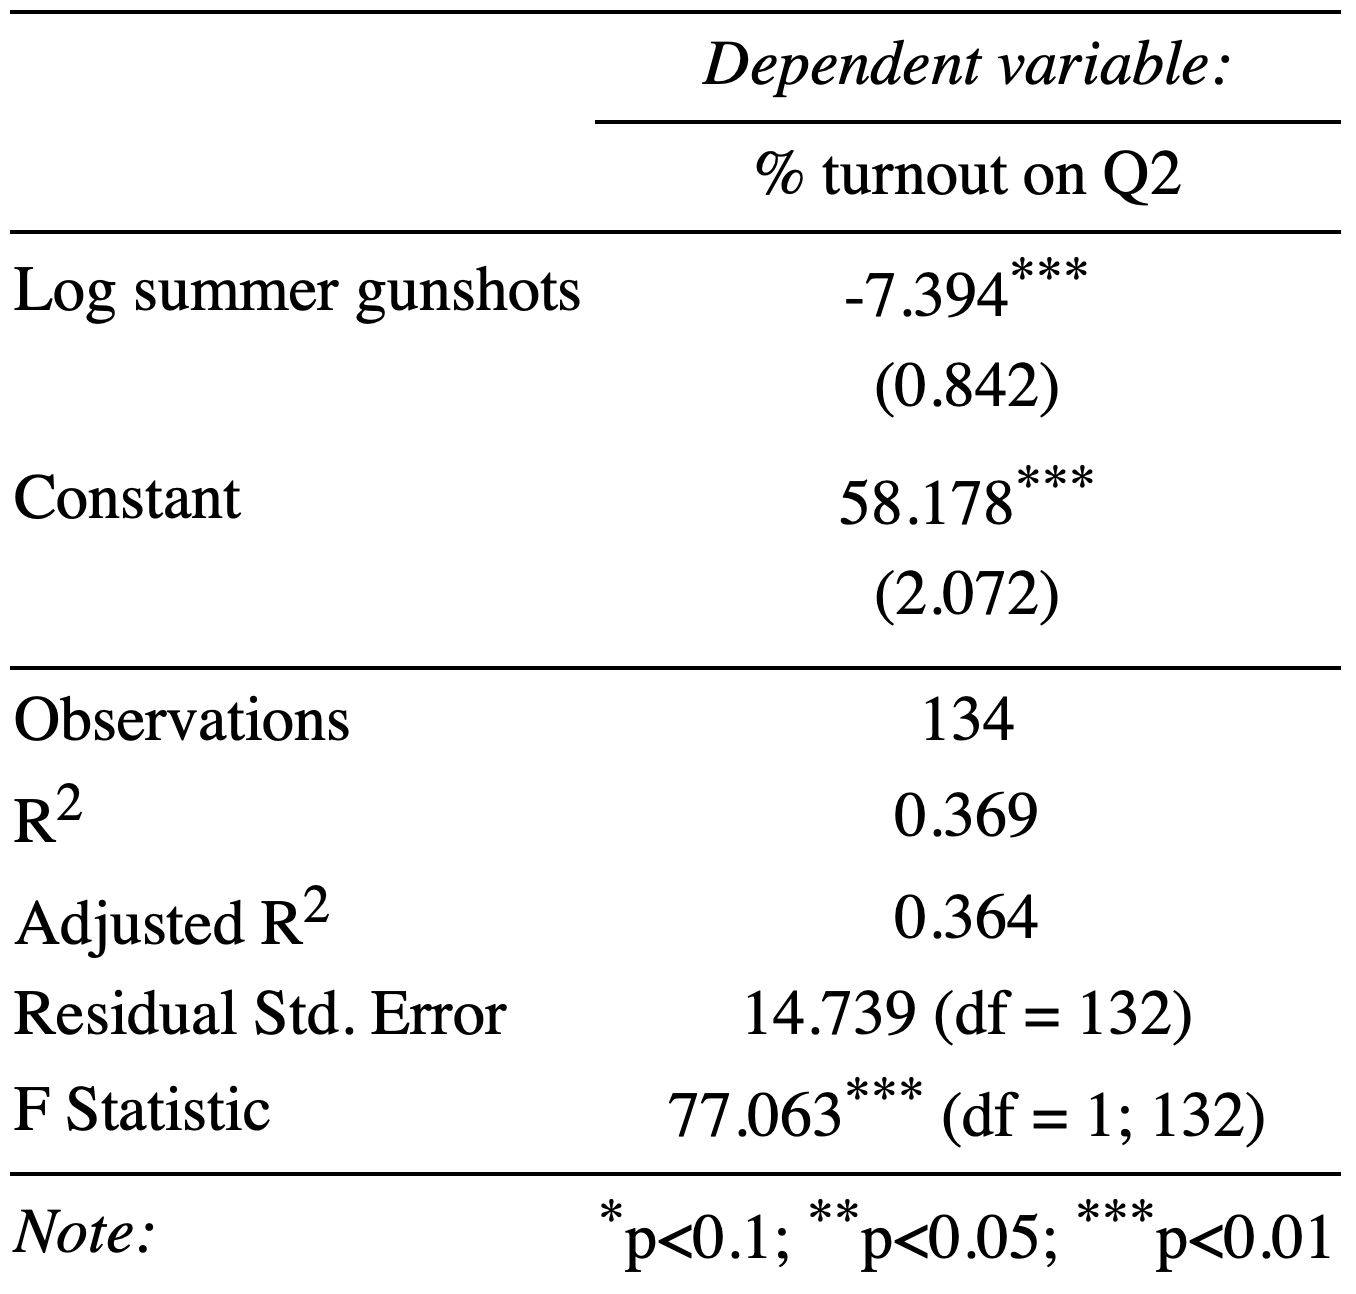 Dependent variable:
% turnout on Q2
Log summer gunshots -7.394***
(0.842)
Constant 58.178***
(2.072)
Observations 134
R2 0.369
Adjusted R2 0.364
Residual Std. Error 14.739 (df = 132)
F Statistic 77.063*** (df = 1; 132)
Note: *p<0.1; **p<0.05; ***p<0.01